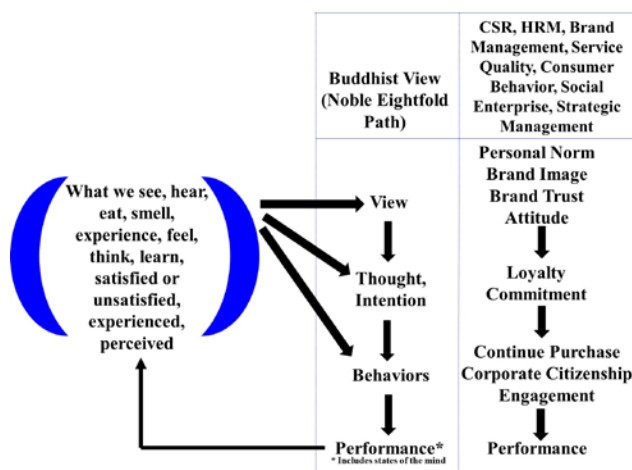 Buddhist View
(Noble Eightfold
Path)
CSR, HRM, Brand
Management, Service
Quality, Consumer
Behavior, Social
Enterprise, Strategic
Management
What we see, hear,
eat, smell,
experience, feel,
think, learn,
satisfied or
unsatisfied,
experienced,
perceived
View
Thought,
Intention
Behaviors
Performance*
* Includes states of the mind
Personal Norm
Brand Image
Brand Trust
Attitude
Loyalty
Commitment
Continue Purchase
Corporate Citizenship
Engagement
Performance